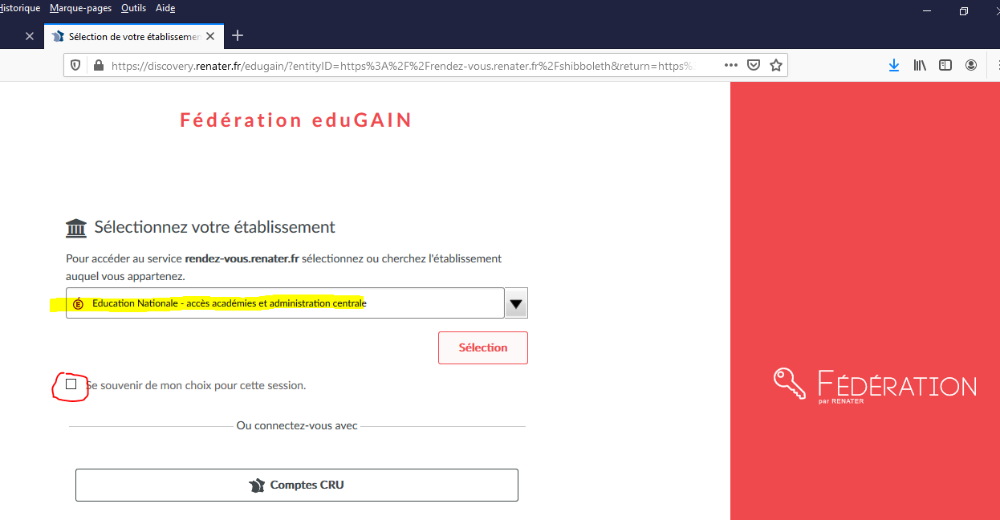 Historique Marque-pages Outils Aide
Sélection de votre établissemen
https://discovery.renater.fr/edugain/?entityID=https%3A%2F%2Frendez-vous.renater.fr%2Fshibboleth&return=https%
Fédération eduGAIN
Sélectionnez votre établissement
Pour accéder au service rendez-vous.renater.fr sélectionnez ou cherchez l'établissement
auquel vous appartenez.
É Education Nationale - accès académies et administration centrale
Sélection
Se souvenir de mon choix pour cette session.
FÉDÉRATION
par RENATER
Ou connectez-vous avec
Comptes CRU